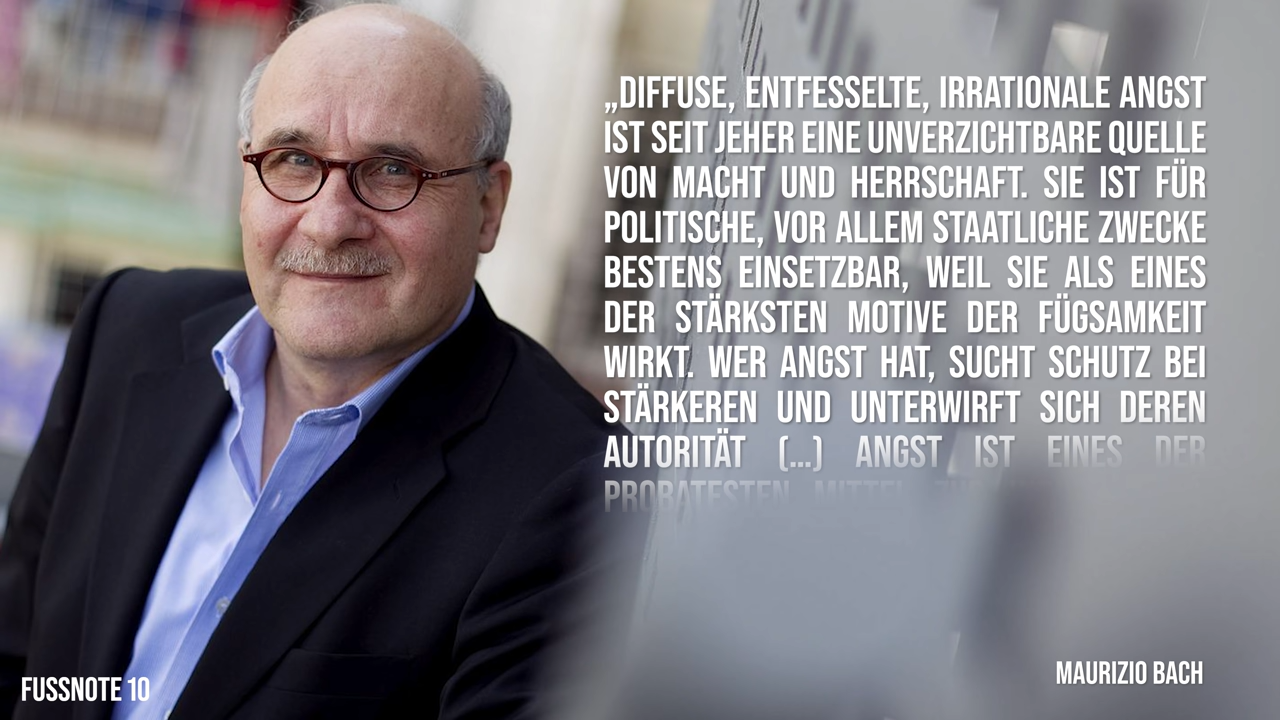 „DIFFUSE, ENTFESSELTE, IRRATIONALE ANGST
IST SEIT JEHER EINE UNVERZICHTBARE QUELLE
VON MACHT UND HERRSCHAFT. SIE IST FÜR
POLITISCHE, VOR ALLEM STAATLICHE ZWECKE
BESTENS EINSETZBAR, WEIL SIE ALS EINES
DER STÄRKSTEN MOTIVE DER FÜGSAMKEIT
WIRKT. WER ANGST HAT, SUCHT SCHUTZ BEI
STÄRKEREN UND UNTERWIRFT SICH DEREN
AUTORITÄT (...) ANGST IST EINES DER
PROBATESTEN MITTEL
MAURIZIO BACH
FUSSNOTE 10